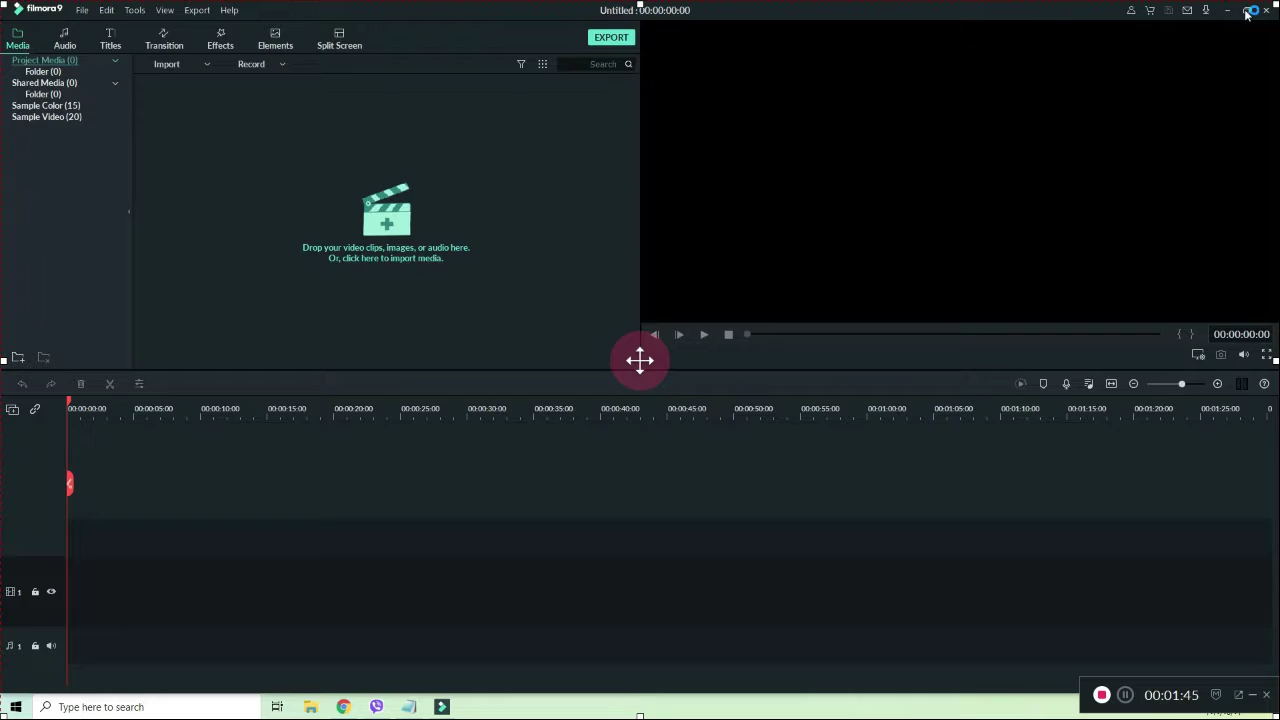 filmora9 File Edit Tools View Export Help Untitled : 00:00:00:00
Media Audio Titles Transition Effects Elements Split Screen EXPORT
Project Media (0) Import Record Search
Folder (0)
Shared Media (0)
Folder (0)
Sample Color (15)
Sample Video (20)
Drop your video clips, images, or audio here.
Or, click here to import media.
00:00:00:00
00:00:00:00 00:00:05:00 00:00:10:00 00:00:15:00 00:00:20:00 00:00:25:00 00:00:30:00 00:00:35:00 00:00:40:00 00:00:45:00 00:00:50:00 00:00:55:00 00:01:00:00 00:01:05:00 00:01:10:00 00:01:15:00 00:01:20:00 00:01:25:00 0
1
1
00:01:45
Type here to search